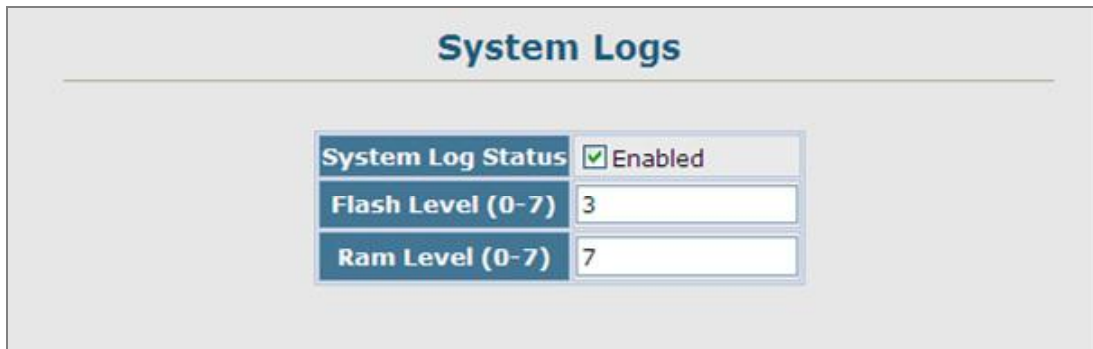 System Logs
System Log Status Enabled
Flash Level (0-7) 3
Ram Level (0-7) 7